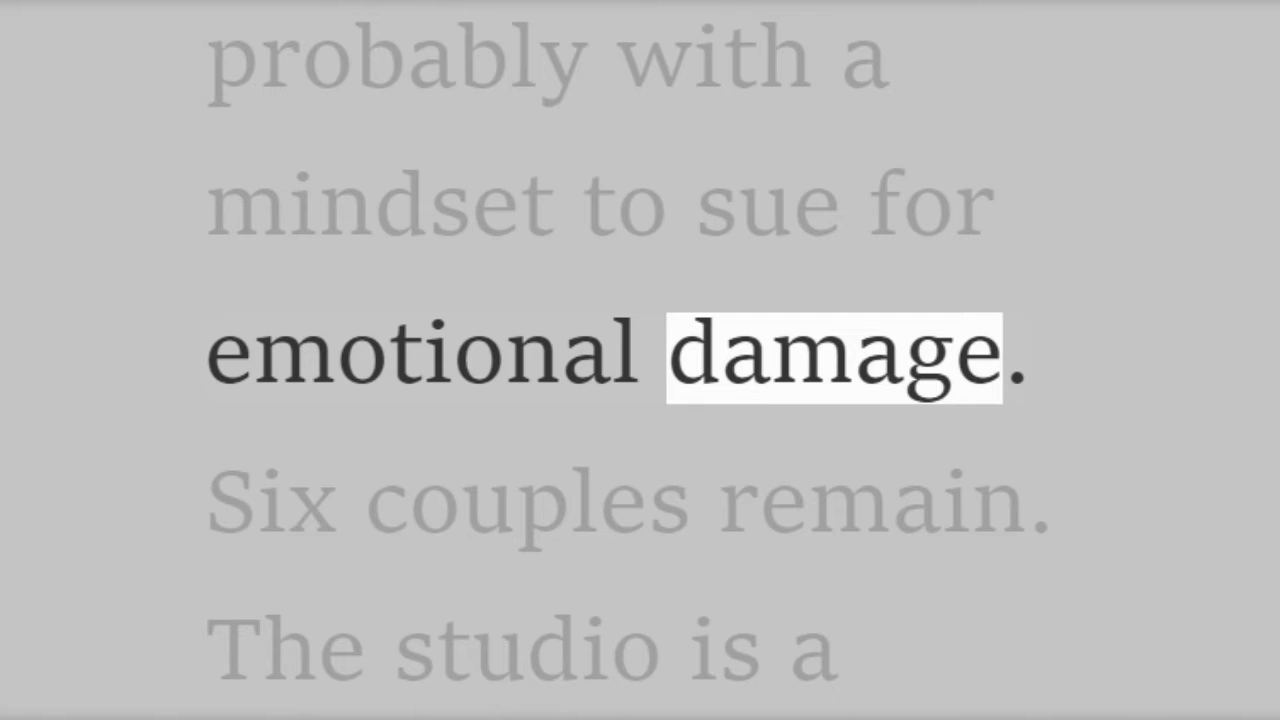 probably with a
mindset to sue for
emotional damage.
Six couples remain.
The studio is a